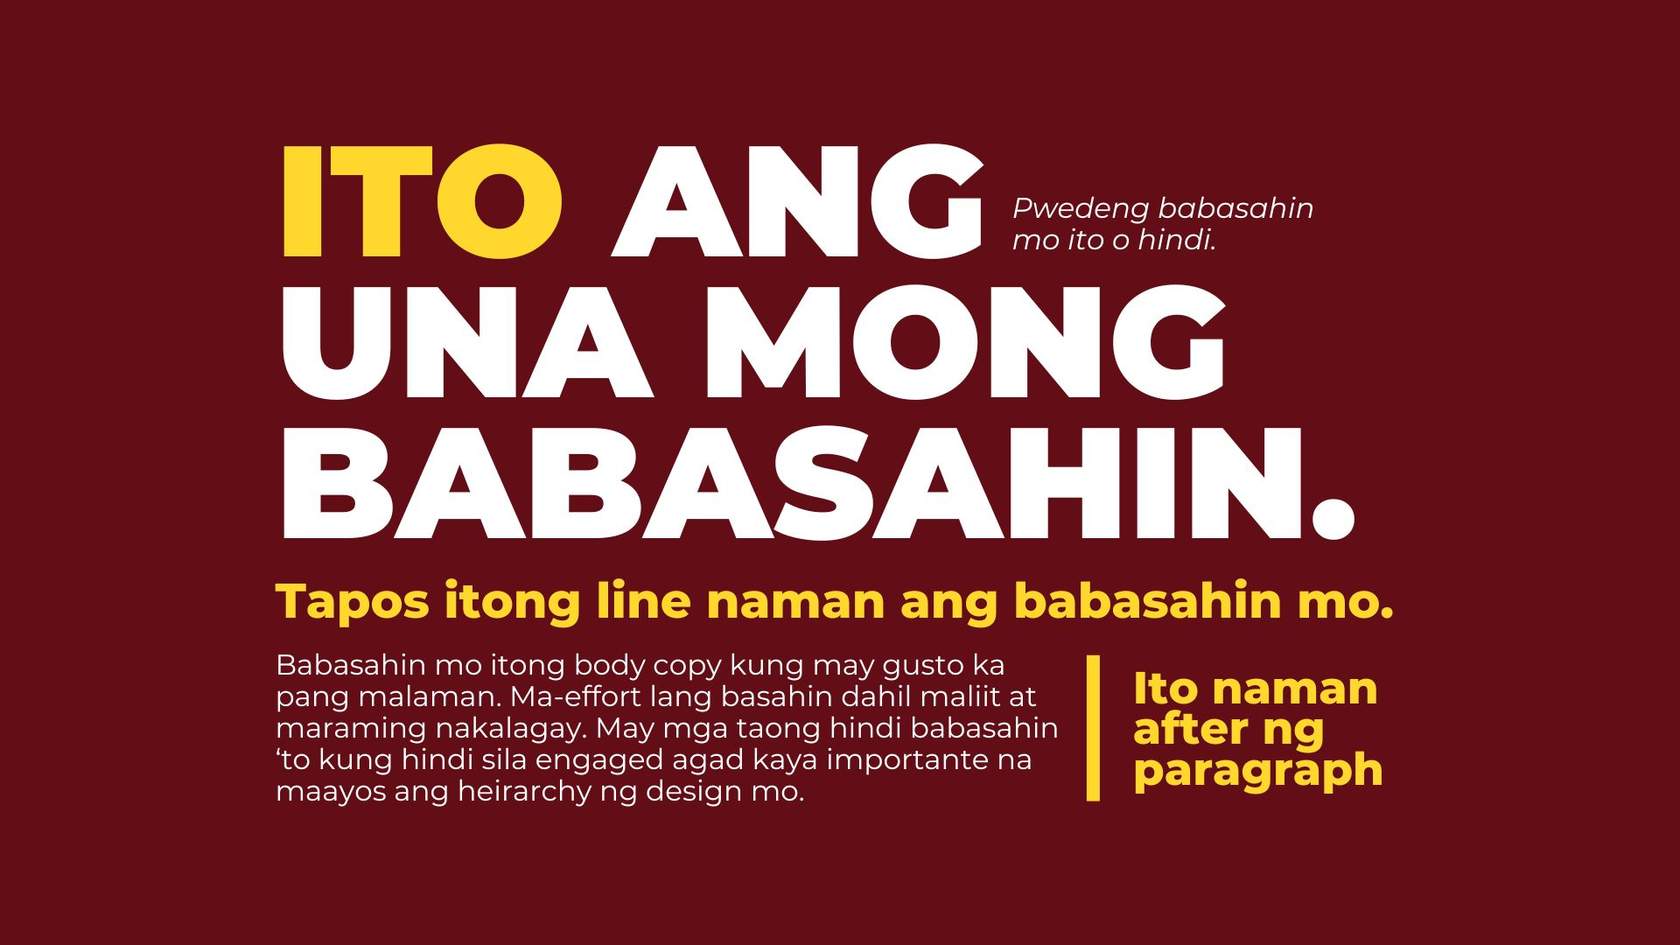 ITO ANG
Pwedeng babasahin
mo ito o hindi.
UNA MONG
BABASAHIN.
Tapos itong line naman ang babasahin mo.
Babasahin mo itong body copy kung may gusto ka
pang malaman. Ma-effort lang basahin dahil maliit at
maraming nakalagay. May mga taong hindi babasahin
‘to kung hindi sila engaged agad kaya importante na
maayos ang heirarchy ng design mo.
Ito naman
after ng
paragraph